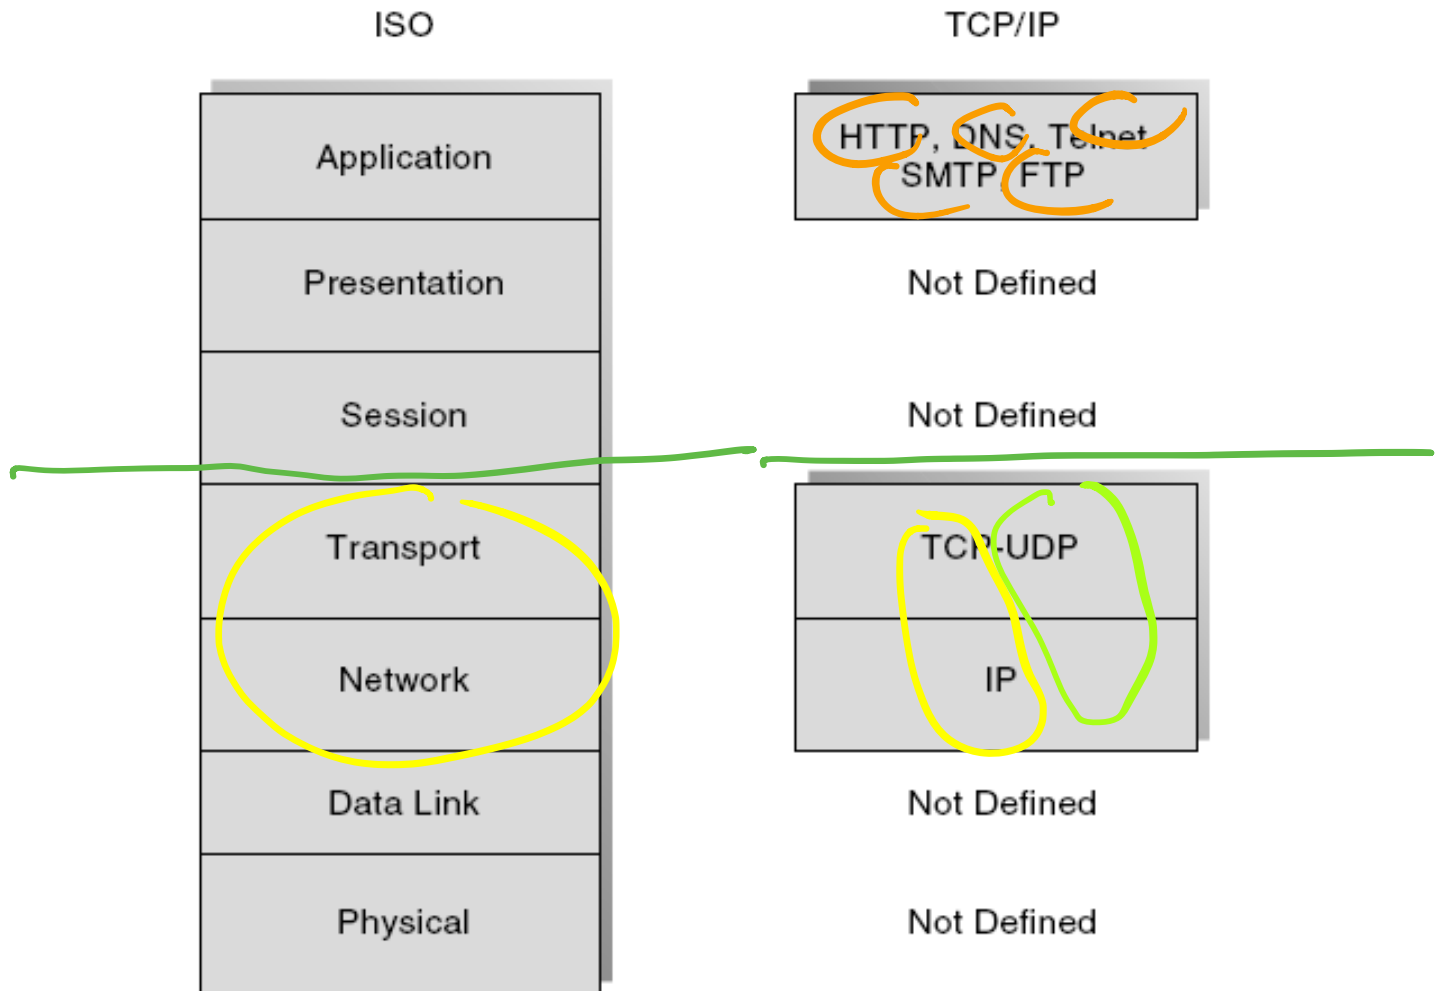 ISO
TCP/IP
Application
HTTP, DNS. Telnet
SMTP, FTP
Presentation
Not Defined
Session
Not Defined
Transport
TCP-UDP
Network
IP
Data Link
Not Defined
Physical
Not Defined